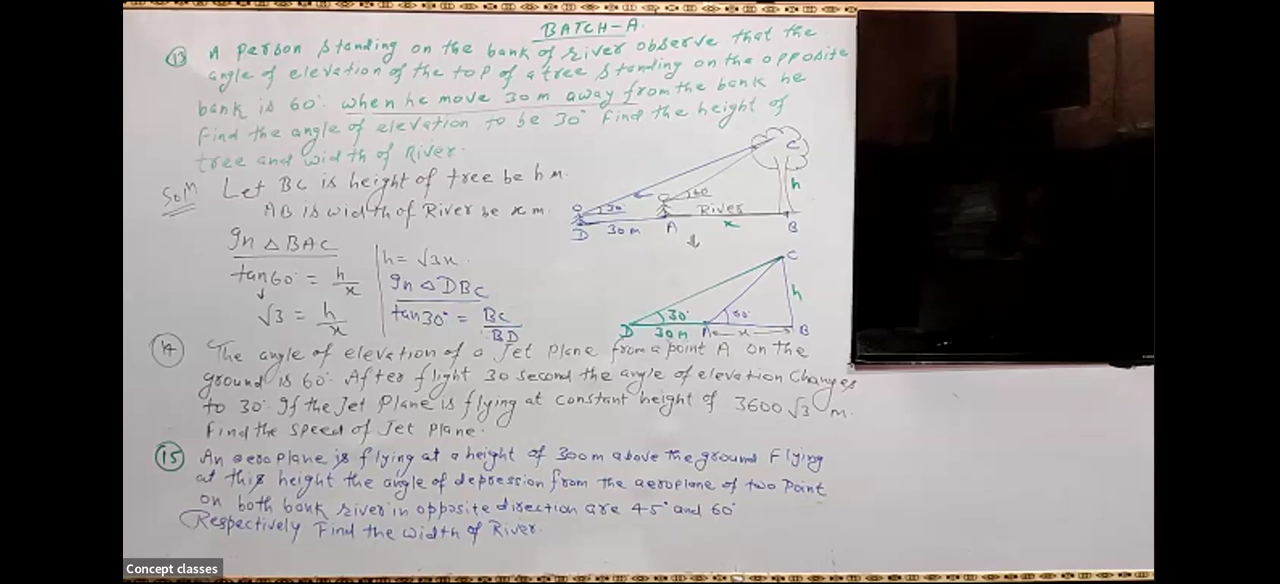 BATCH-A.
13 A person standing on the bank of river observe that the
angle of elevation of the top of a tree standing on the opposite
bank is 60° when he move 30 m away from the bank he
find the angle of elevation to be 30° Find the height of
tree and width of River.
Solⁿ Let BC is height of tree be h m.
AB is width of River be x m.
In △BAC
tan60° = h/x
√3 = h/x
h = √3x
In △DBC
tan30° = BC/BD
C
h
60
30°
River
D 30 m A x B
C
h
30° 60°
D 30m A x B
14 The angle of elevation of a Jet plane from a point A on the
ground is 60° After flight 30 second the angle of elevation Changes
to 30°. If the Jet Plane is flying at constant height of 3600√3 m.
Find the speed of Jet plane.
15 An aeroplane is flying at a height of 300m above the ground Flying
at this height the angle of depression from the aeroplane of two Point
on both bank river in opposite direction are 45° and 60°
Respectively Find the width of River.
Concept classes